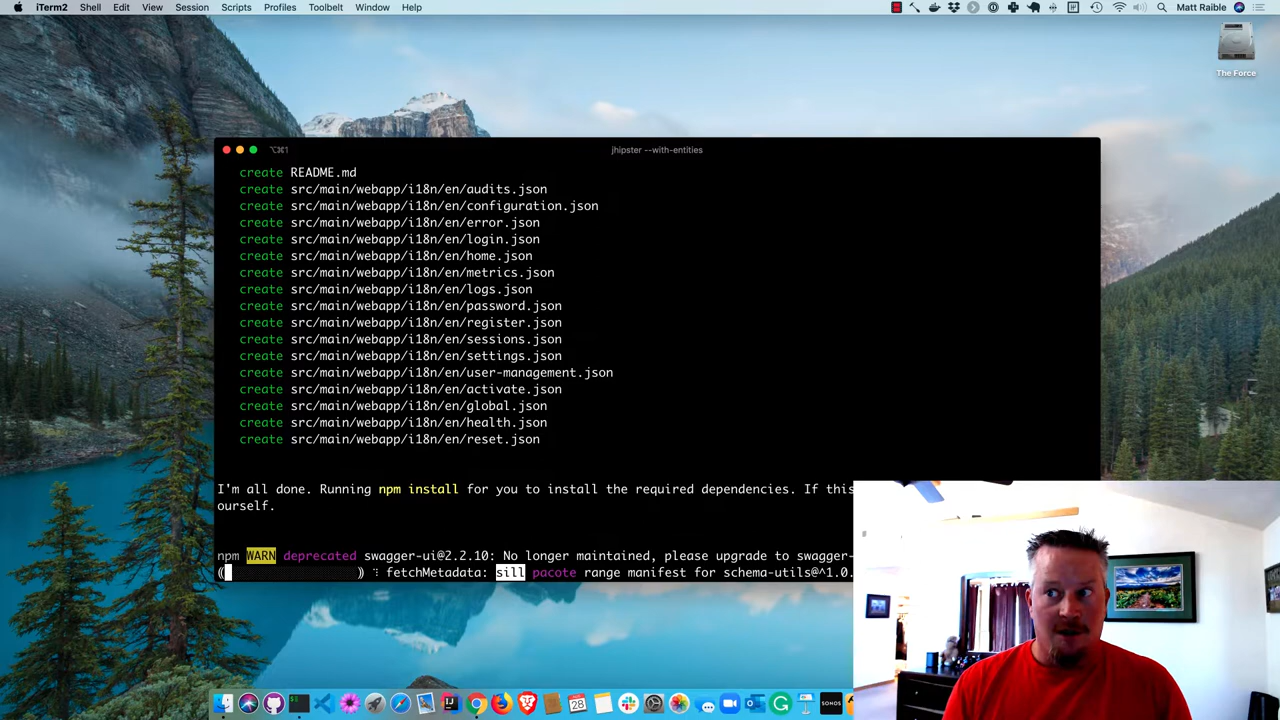 iTerm2 Shell Edit View Session Scripts Profiles Toolbelt Window Help Matt Raible
The Force
⌥⌘1 jhipster --with-entities
create README.md
create src/main/webapp/i18n/en/audits.json
create src/main/webapp/i18n/en/configuration.json
create src/main/webapp/i18n/en/error.json
create src/main/webapp/i18n/en/login.json
create src/main/webapp/i18n/en/home.json
create src/main/webapp/i18n/en/metrics.json
create src/main/webapp/i18n/en/logs.json
create src/main/webapp/i18n/en/password.json
create src/main/webapp/i18n/en/register.json
create src/main/webapp/i18n/en/sessions.json
create src/main/webapp/i18n/en/settings.json
create src/main/webapp/i18n/en/user-management.json
create src/main/webapp/i18n/en/activate.json
create src/main/webapp/i18n/en/global.json
create src/main/webapp/i18n/en/health.json
create src/main/webapp/i18n/en/reset.json
I'm all done. Running npm install for you to install the required dependencies. If this
ourself.
npm WARN deprecated swagger-ui@2.2.10: No longer maintained, please upgrade to swagger-
( ) ⠸ fetchMetadata: sill pacote range manifest for schema-utils@^1.0.
28
SONOS